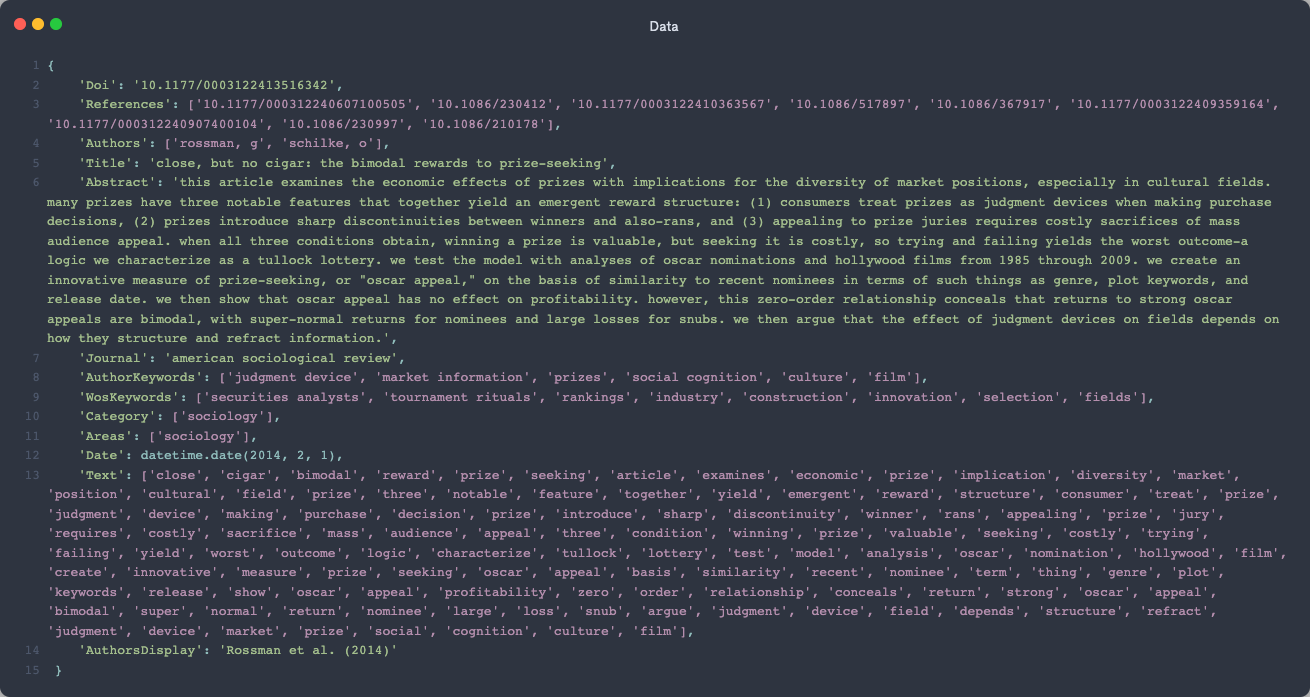 Data
1 {
2     'Doi': '10.1177/0003122413516342',
3     'References': ['10.1177/000312240607100505', '10.1086/230412', '10.1177/0003122410363567', '10.1086/517897', '10.1086/367917', '10.1177/0003122409359164',
'10.1177/000312240907400104', '10.1086/230997', '10.1086/210178'],
4     'Authors': ['rossman, g', 'schilke, o'],
5     'Title': 'close, but no cigar: the bimodal rewards to prize-seeking',
6     'Abstract': 'this article examines the economic effects of prizes with implications for the diversity of market positions, especially in cultural fields.
many prizes have three notable features that together yield an emergent reward structure: (1) consumers treat prizes as judgment devices when making purchase
decisions, (2) prizes introduce sharp discontinuities between winners and also-rans, and (3) appealing to prize juries requires costly sacrifices of mass
audience appeal. when all three conditions obtain, winning a prize is valuable, but seeking it is costly, so trying and failing yields the worst outcome-a
logic we characterize as a tullock lottery. we test the model with analyses of oscar nominations and hollywood films from 1985 through 2009. we create an
innovative measure of prize-seeking, or "oscar appeal," on the basis of similarity to recent nominees in terms of such things as genre, plot keywords, and
release date. we then show that oscar appeal has no effect on profitability. however, this zero-order relationship conceals that returns to strong oscar
appeals are bimodal, with super-normal returns for nominees and large losses for snubs. we then argue that the effect of judgment devices on fields depends on
how they structure and refract information.',
7     'Journal': 'american sociological review',
8     'AuthorKeywords': ['judgment device', 'market information', 'prizes', 'social cognition', 'culture', 'film'],
9     'WosKeywords': ['securities analysts', 'tournament rituals', 'rankings', 'industry', 'construction', 'innovation', 'selection', 'fields'],
10     'Category': ['sociology'],
11     'Areas': ['sociology'],
12     'Date': datetime.date(2014, 2, 1),
13     'Text': ['close', 'cigar', 'bimodal', 'reward', 'prize', 'seeking', 'article', 'examines', 'economic', 'prize', 'implication', 'diversity', 'market',
'position', 'cultural', 'field', 'prize', 'three', 'notable', 'feature', 'together', 'yield', 'emergent', 'reward', 'structure', 'consumer', 'treat', 'prize',
'judgment', 'device', 'making', 'purchase', 'decision', 'prize', 'introduce', 'sharp', 'discontinuity', 'winner', 'rans', 'appealing', 'prize', 'jury',
'requires', 'costly', 'sacrifice', 'mass', 'audience', 'appeal', 'three', 'condition', 'winning', 'prize', 'valuable', 'seeking', 'costly', 'trying',
'failing', 'yield', 'worst', 'outcome', 'logic', 'characterize', 'tullock', 'lottery', 'test', 'model', 'analysis', 'oscar', 'nomination', 'hollywood', 'film',
'create', 'innovative', 'measure', 'prize', 'seeking', 'oscar', 'appeal', 'basis', 'similarity', 'recent', 'nominee', 'term', 'thing', 'genre', 'plot',
'keywords', 'release', 'show', 'oscar', 'appeal', 'profitability', 'zero', 'order', 'relationship', 'conceals', 'return', 'strong', 'oscar', 'appeal',
'bimodal', 'super', 'normal', 'return', 'nominee', 'large', 'loss', 'snub', 'argue', 'judgment', 'device', 'field', 'depends', 'structure', 'refract',
'judgment', 'device', 'market', 'prize', 'social', 'cognition', 'culture', 'film'],
14     'AuthorsDisplay': 'Rossman et al. (2014)'
15 }